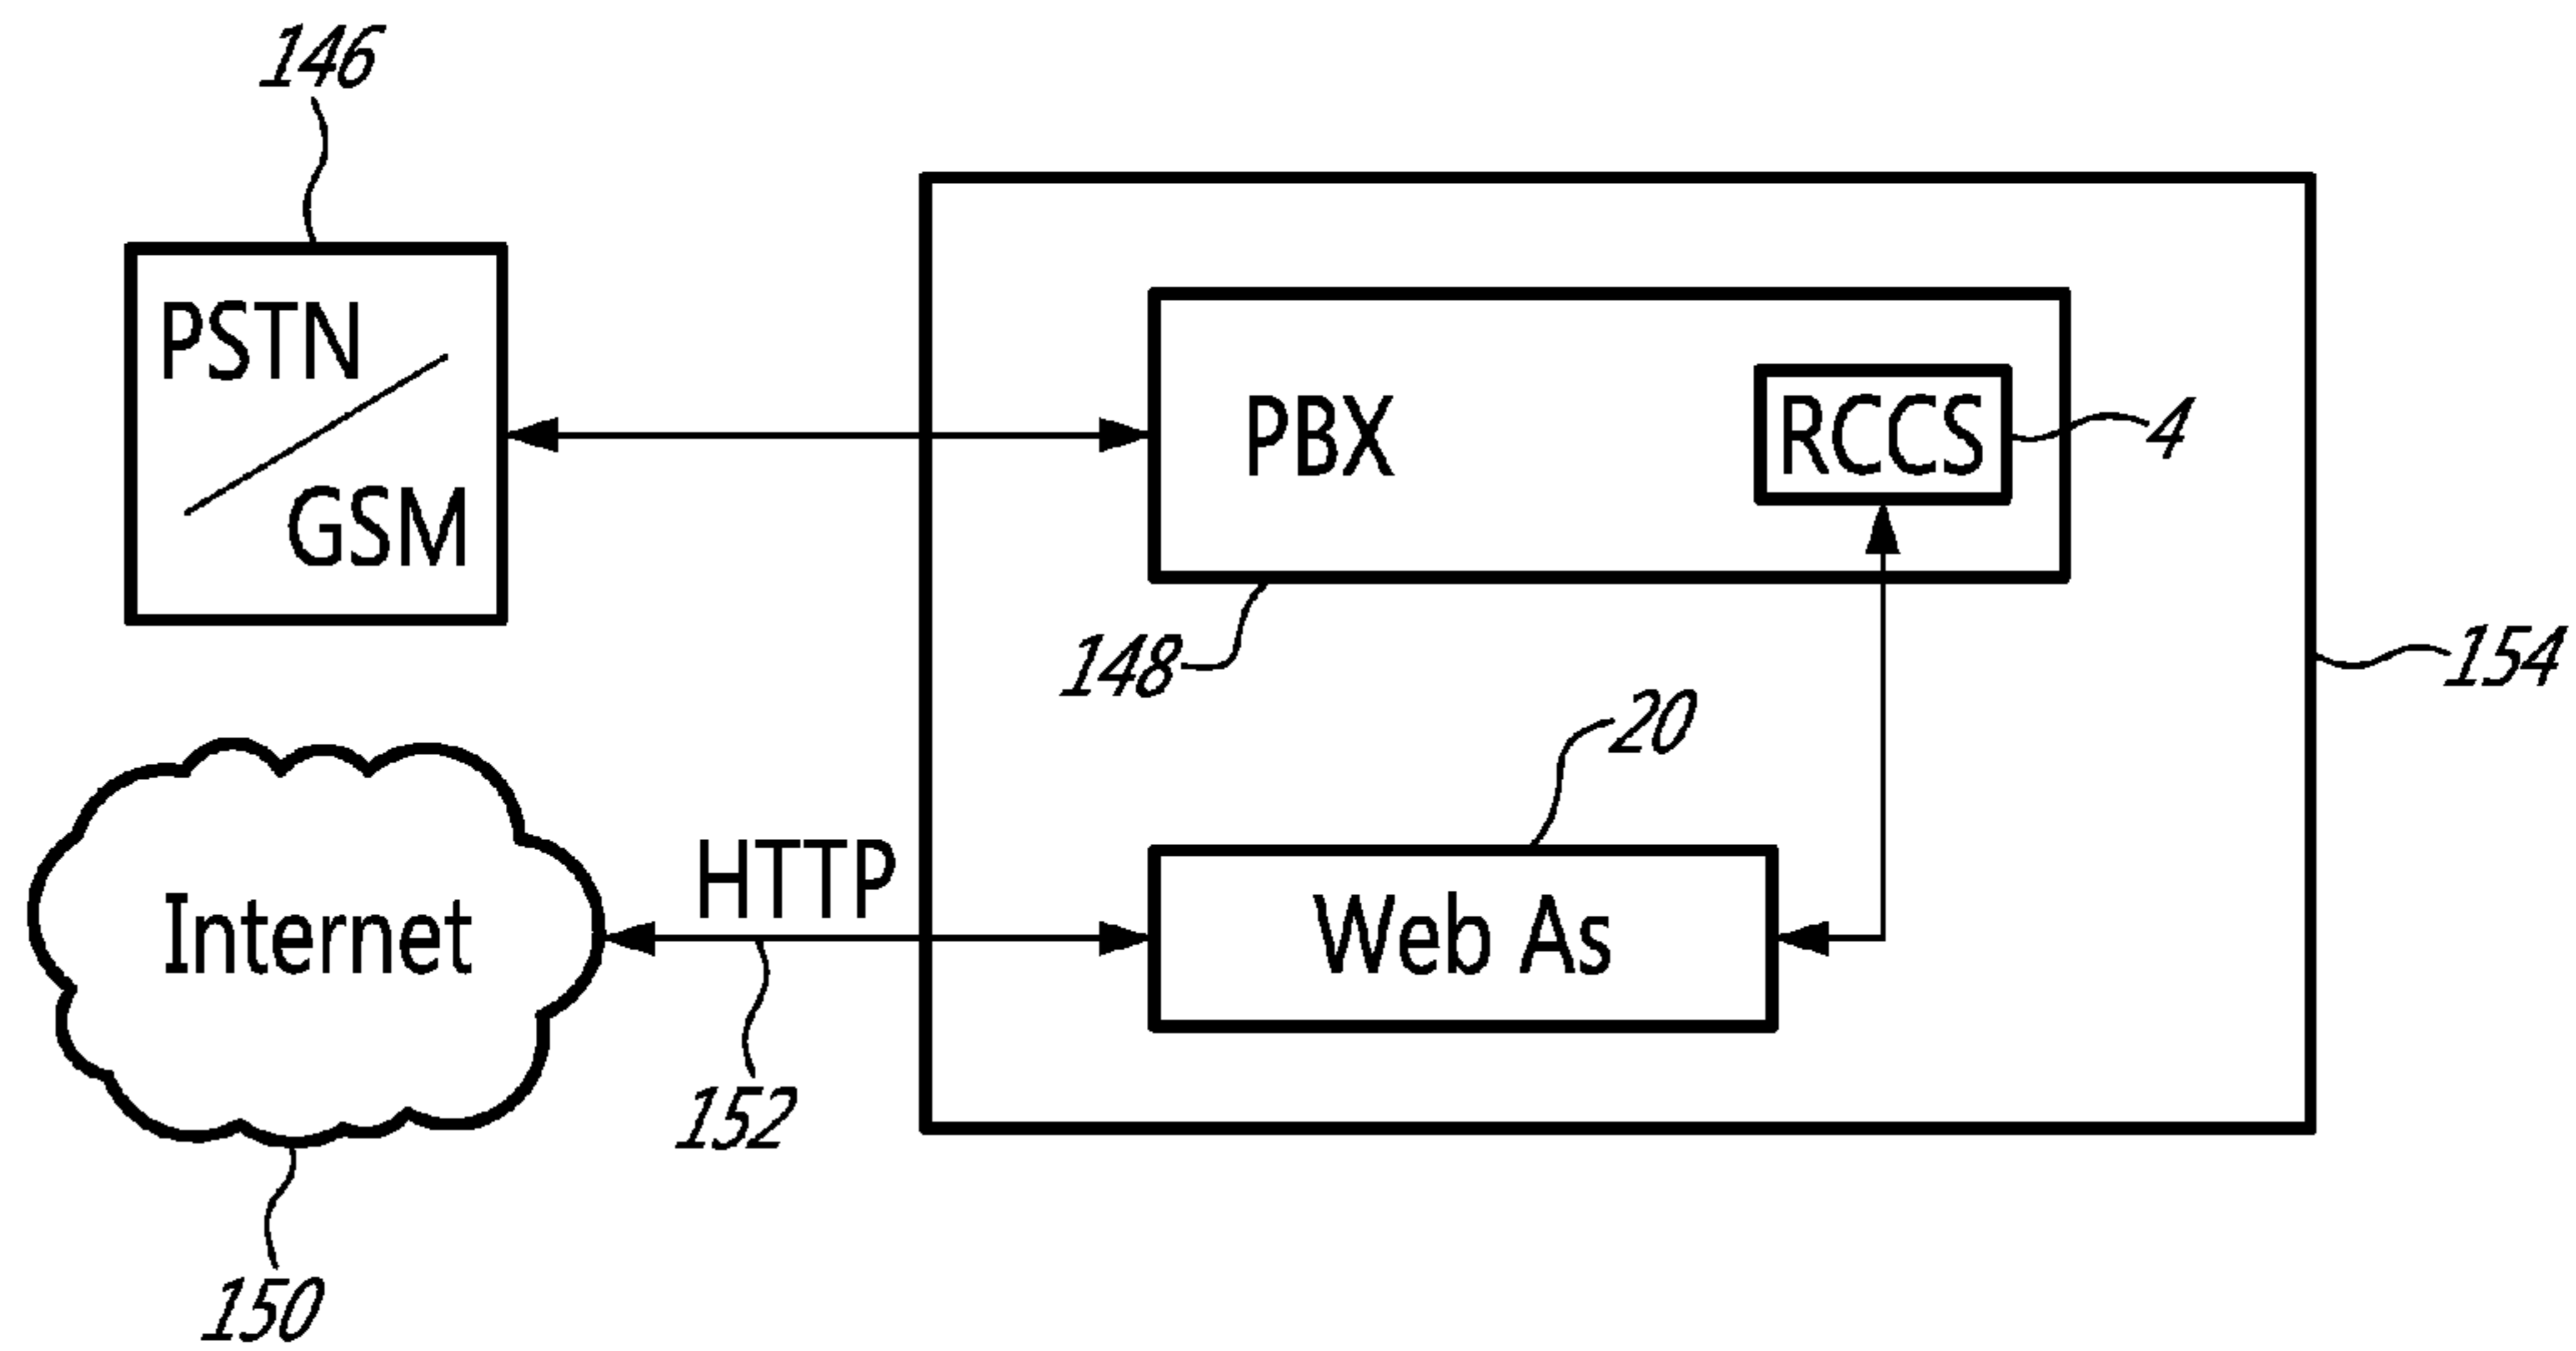 146
PSTN
GSM
PBX
RCCS
4
148
154
20
HTTP
Internet
Web As
152
150